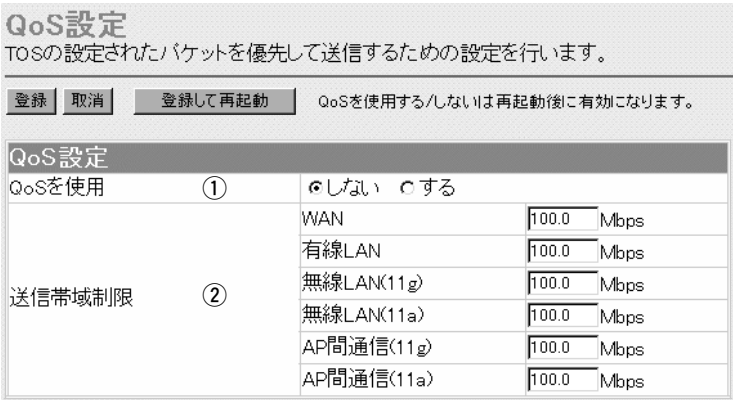 QoS設定
TOSの設定されたパケットを優先して送信するための設定を行います。
登録 取消 登録して再起動 QoSを使用する/しないは再起動後に有効になります。
QoS設定
QoSを使用 ① しない する
送信帯域制限 ②
WAN 100.0 Mbps
有線LAN 100.0 Mbps
無線LAN(11g) 100.0 Mbps
無線LAN(11a) 100.0 Mbps
AP間通信(11g) 100.0 Mbps
AP間通信(11a) 100.0 Mbps